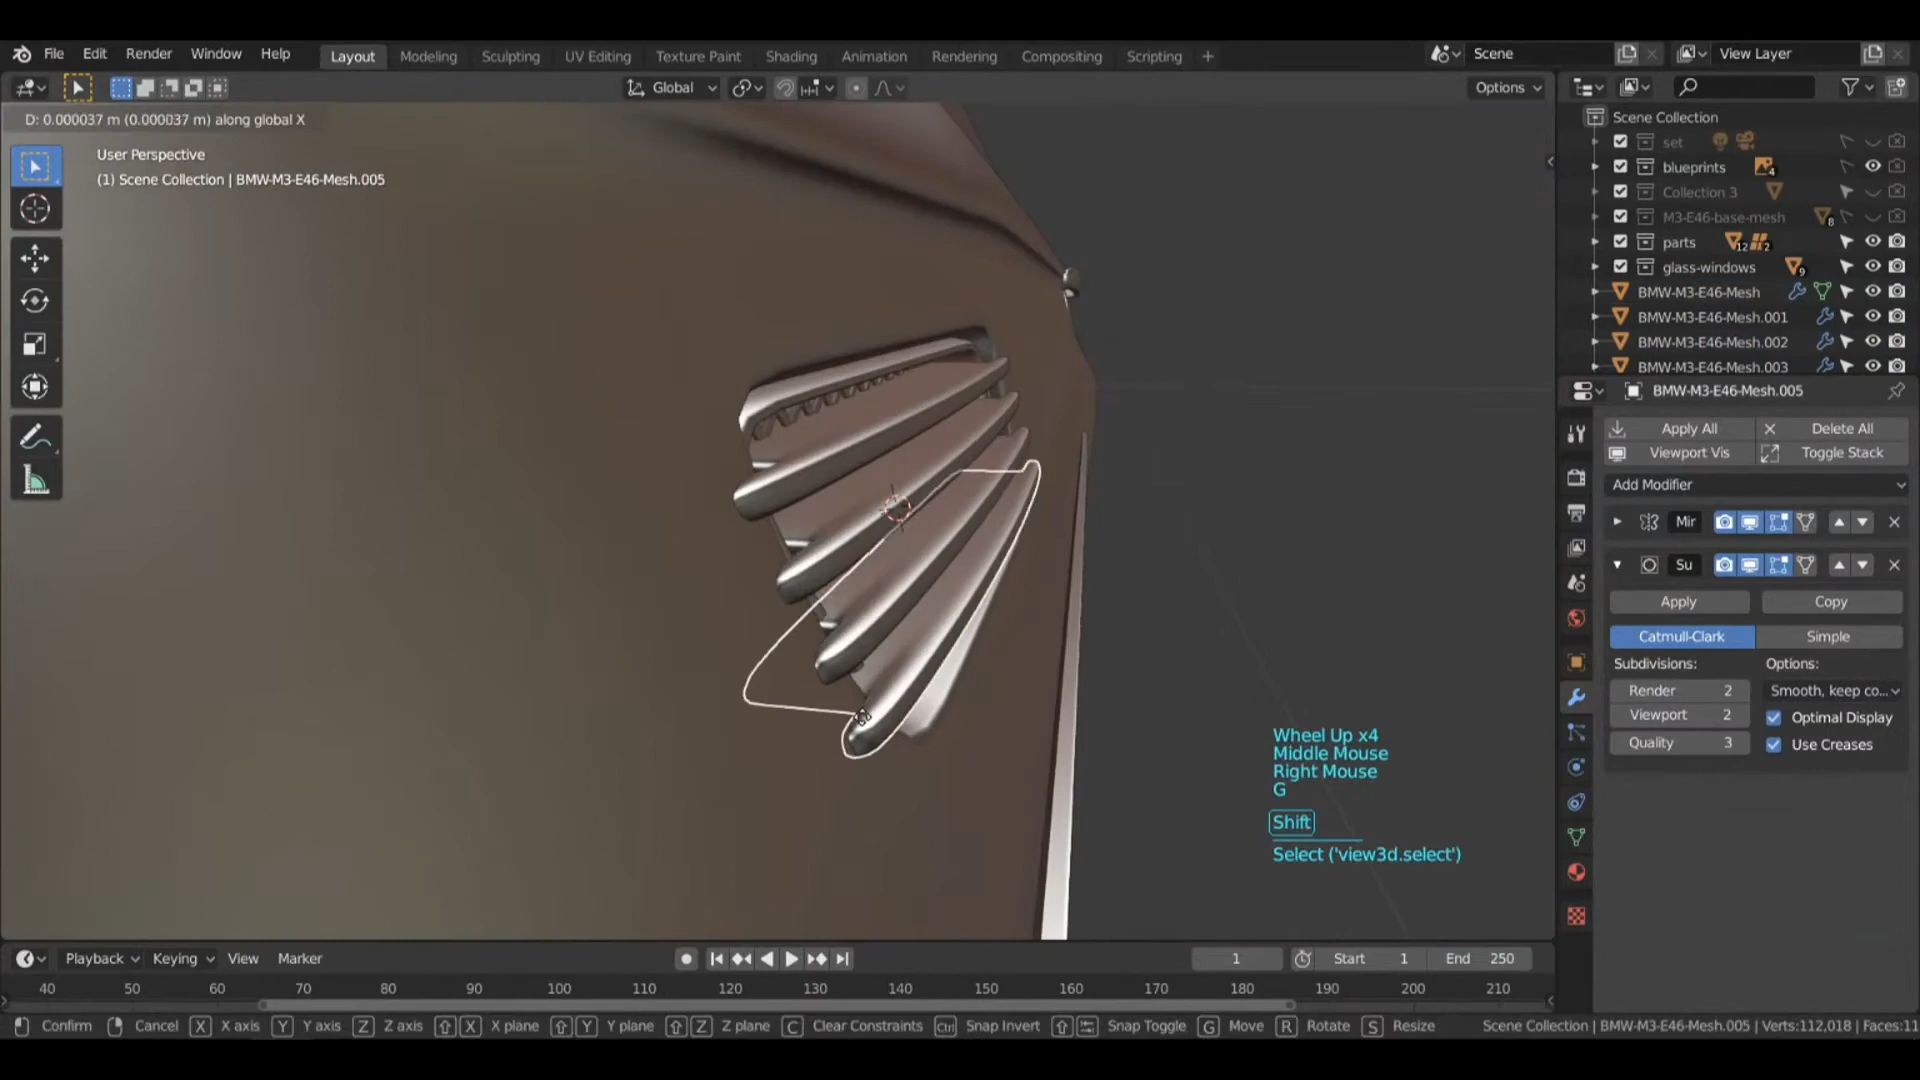 File Edit Render Window Help Layout Modeling Sculpting UV Editing Texture Paint Shading Animation Rendering Compositing Scripting + Scene View Layer
Global Options
D: 0.000037 m (0.000037 m) along global X
User Perspective
(1) Scene Collection | BMW-M3-E46-Mesh.005
Scene Collection
set
blueprints 4
Collection 3
M3-E46-base-mesh 8
parts 12 2
glass-windows 9
BMW-M3-E46-Mesh
BMW-M3-E46-Mesh.001
BMW-M3-E46-Mesh.002
BMW-M3-E46-Mesh.003
BMW-M3-E46-Mesh.005
Apply All Delete All
Viewport Vis Toggle Stack
Add Modifier
Mir
Su
Apply Copy
Catmull-Clark Simple
Subdivisions: Options:
Render 2 Smooth, keep co...
Viewport 2 Optimal Display
Quality 3 Use Creases
Wheel Up x4
Middle Mouse
Right Mouse
G
Shift
Select ('view3d.select')
Playback Keying View Marker 1 Start 1 End 250
40 50 60 70 80 90 100 110 120 130 140 150 160 170 180 190 200 210
Confirm Cancel X X axis Y Y axis Z Z axis X X plane Y Y plane Z Z plane C Clear Constraints Ctrl Snap Invert Snap Toggle G Move R Rotate S Resize Scene Collection | BMW-M3-E46-Mesh.005 | Verts:112,018 | Faces:11